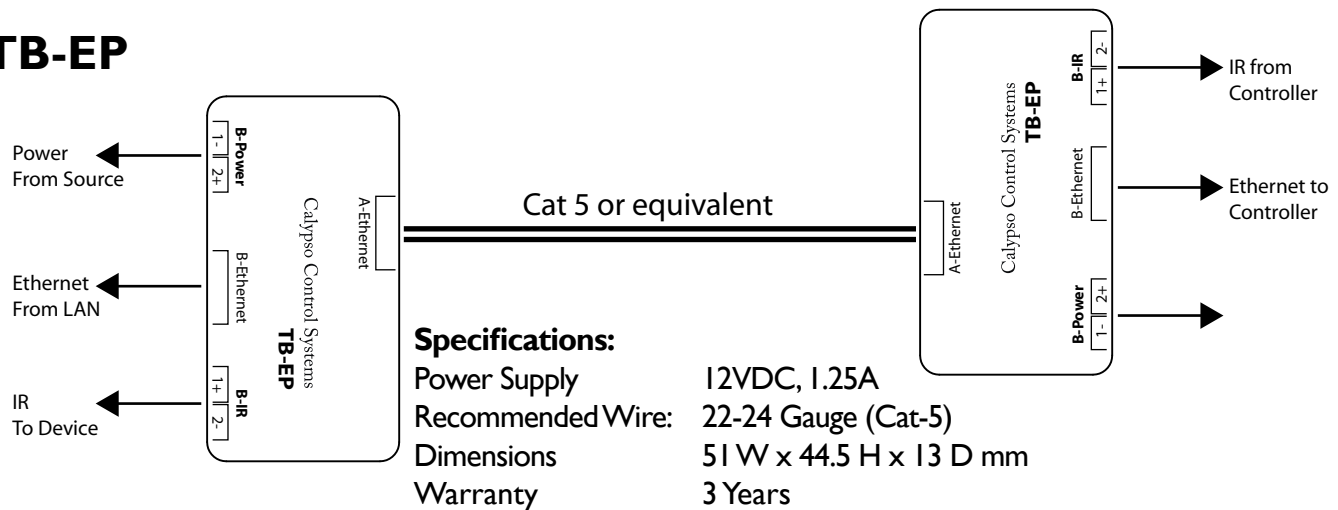 TB-EP
Power
From Source
Ethernet
From LAN
IR
To Device
1-
2+
B-Power
B-Ethernet
1+
2-
B-IR
Calypso Control Systems
TB-EP
A-Ethernet
Cat 5 or equivalent
A-Ethernet
Calypso Control Systems
TB-EP
B-IR
1+
2-
B-Ethernet
B-Power
1-
2+
IR from
Controller
Ethernet to
Controller
Specifications:
Power Supply 12VDC, 1.25A
Recommended Wire: 22-24 Gauge (Cat-5)
Dimensions 51 W x 44.5 H x 13 D mm
Warranty 3 Years